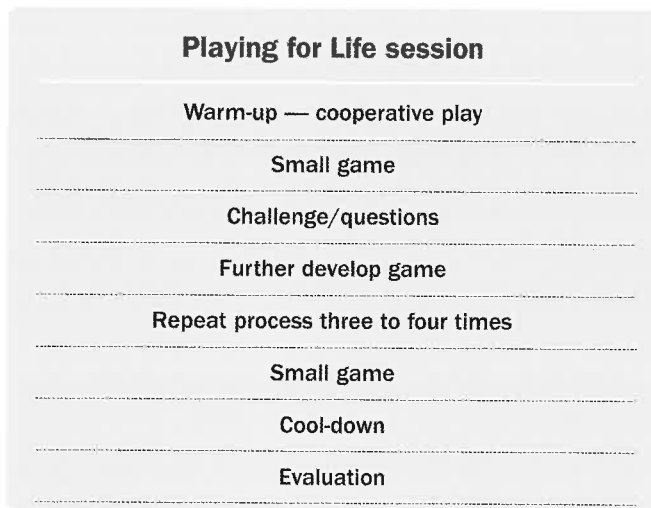 Playing for Life session
Warm-up — cooperative play
Small game
Challenge/questions
Further develop game
Repeat process three to four times
Small game
Cool-down
Evaluation